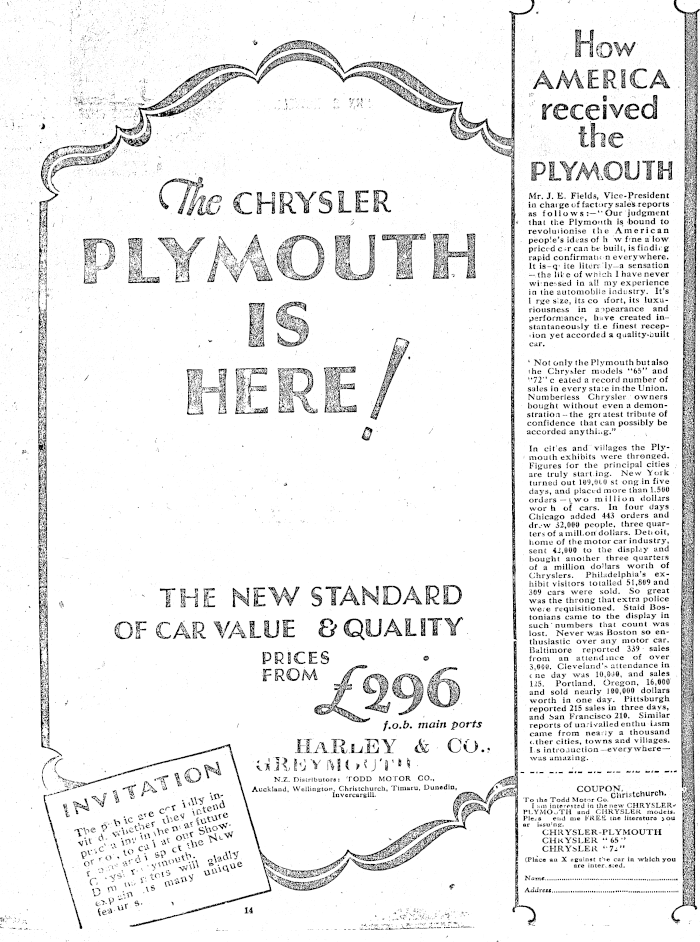 The CHRYSLER
PLYMOUTH
IS
HERE!
THE NEW STANDARD
OF CAR VALUE & QUALITY
PRICES
FROM £296
f.o.b. main ports
HARLEY & CO.,
GREYMOUTH.
N.Z. Distributors: TODD MOTOR CO.,
Auckland, Wellington, Christchurch, Timaru, Dunedin,
Invercargill.
INVITATION
The public are cordially in-
vited, whether they intend
purchasing in the near future
or not, to call at our Show-
rooms and inspect the New
Chrysler Plymouth.
will gladly
explain its many unique
features.
14
How
AMERICA
received
the
PLYMOUTH
Mr. J. E. Fields, Vice-President
in charge of factory sales reports
as follows:—"Our judgment
that the Plymouth is bound to
revolutionise the American
people's ideas of how fine a low
priced car can be built, is finding
rapid confirmation everywhere.
It is—quite literally—a sensation
—the like of which I have never
witnessed in all my experience
in the automobile industry. It's
large size, its comfort, its luxu-
riousness in appearance and
performance, have created in-
stantaneously the finest recep-
tion yet accorded a quality-built
car.
' Not only the Plymouth but also
the Chrysler models "65" and
"72" created a record number of
sales in every state in the Union.
Numberless Chrysler owners
bought without even a demon-
stration—the greatest tribute of
confidence that can possibly be
accorded anything."
In cities and villages the Ply-
mouth exhibits were thronged.
Figures for the principal cities
are truly startling. New York
turned out 109,000 strong in five
days, and placed more than 1,500
orders—two million dollars
worth of cars. In four days
Chicago added 443 orders and
drew 32,000 people, three quar-
ters of a million dollars. Detroit,
home of the motor car industry,
sent 42,000 to the display and
bought another three quarters
of a million dollars worth of
Chryslers. Philadelphia's ex-
hibit visitors totalled 51,809 and
309 cars were sold. So great
was the throng that extra police
were requisitioned. Staid Bos-
tonians came to the display in
such numbers that count was
lost. Never was Boston so en-
thusiastic over any motor car.
Baltimore reported 339 sales
from an attendance of over
3,000. Cleveland's attendance in
one day was 10,000, and sales
125. Portland, Oregon, 16,000
and sold nearly 100,000 dollars
worth in one day. Pittsburgh
reported 215 sales in three days,
and San Francisco 210. Similar
reports of unrivalled enthusiasm
came from nearly a thousand
other cities, towns and villages.
Its introduction—everywhere—
was amazing.
COUPON.
To the Todd Motor Co. Christchurch.
I am interested in the new CHRYSLER-
PLYMOUTH and CHRYSLER models.
Please send me FREE the literature you
are issuing.
CHRYSLER-PLYMOUTH
CHRYSLER "65"
CHRYSLER "72"
(Place an X against the car in which you
are interested.
Name
Address